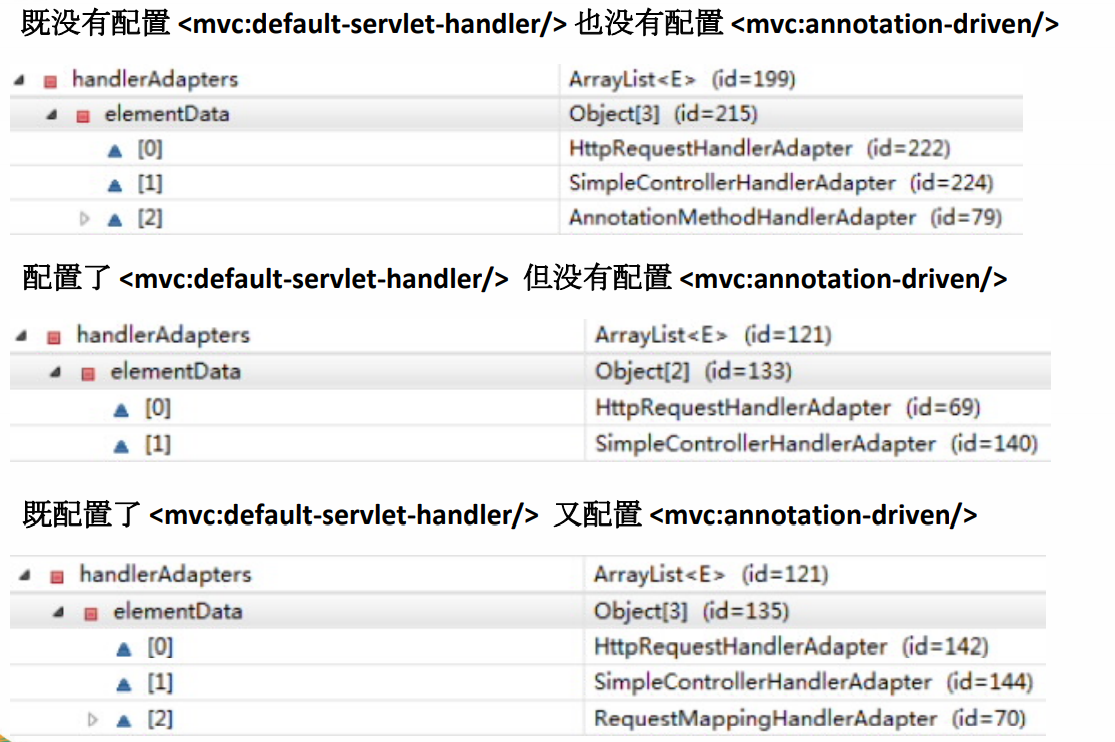 既没有配置 <mvc:default-servlet-handler/> 也没有配置 <mvc:annotation-driven/>
handlerAdapters ArrayList<E> (id=199)
elementData Object[3] (id=215)
[0] HttpRequestHandlerAdapter (id=222)
[1] SimpleControllerHandlerAdapter (id=224)
[2] AnnotationMethodHandlerAdapter (id=79)
配置了 <mvc:default-servlet-handler/> 但没有配置 <mvc:annotation-driven/>
handlerAdapters ArrayList<E> (id=121)
elementData Object[2] (id=133)
[0] HttpRequestHandlerAdapter (id=69)
[1] SimpleControllerHandlerAdapter (id=140)
既配置了 <mvc:default-servlet-handler/> 又配置 <mvc:annotation-driven/>
handlerAdapters ArrayList<E> (id=121)
elementData Object[3] (id=135)
[0] HttpRequestHandlerAdapter (id=142)
[1] SimpleControllerHandlerAdapter (id=144)
[2] RequestMappingHandlerAdapter (id=70)